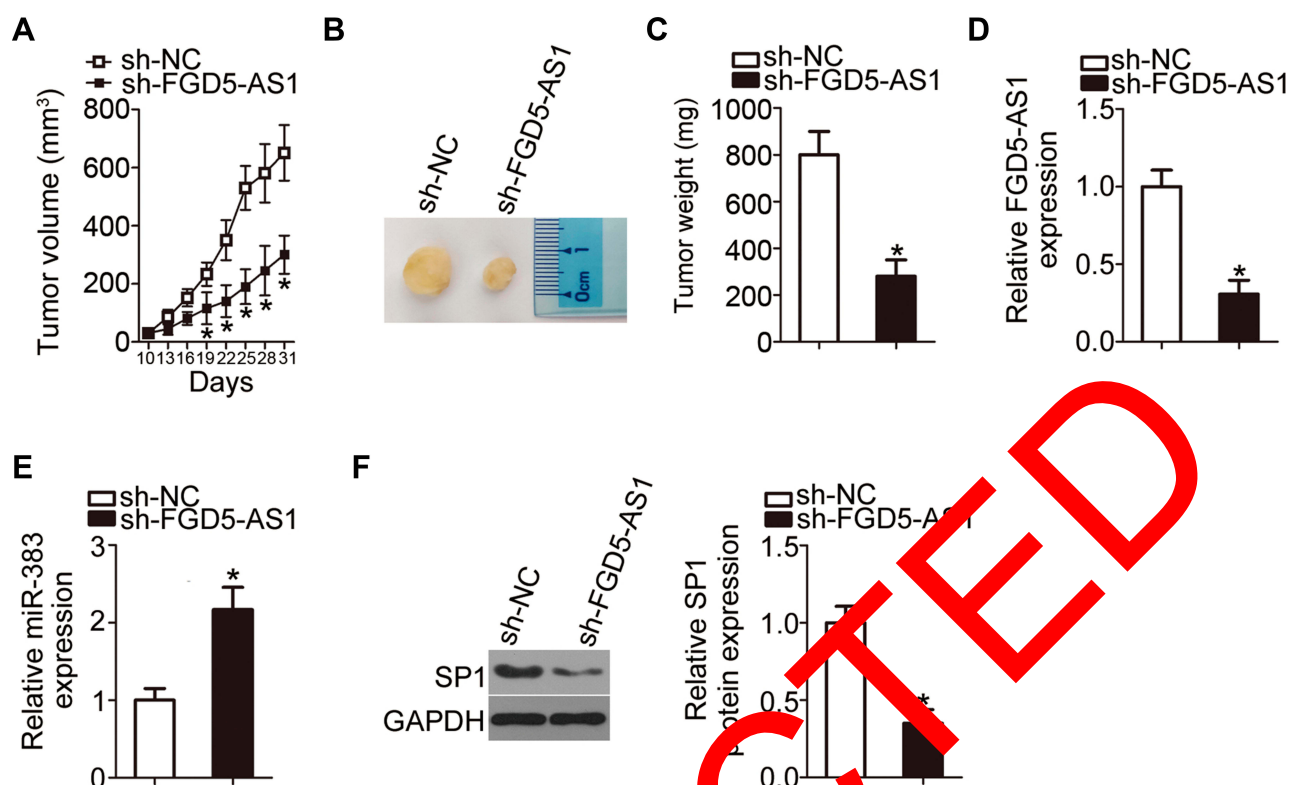 A
sh-NC
sh-FGD5-AS1
Tumor volume (mm³)
800
600
400
200
0
10 13 16 19 22 25 28 31
* * * * *
Days
B
sh-NC
sh-FGD5-AS1
1
0cm
C
sh-NC
sh-FGD5-AS1
Tumor weight (mg)
1000
800
600
400
200
0
*
D
sh-NC
sh-FGD5-AS1
Relative FGD5-AS1
expression
1.5
1.0
0.5
0.0
*
E
sh-NC
sh-FGD5-AS1
Relative miR-383
expression
3
2
1
0
*
F
sh-NC
sh-FGD5-AS1
SP1
GAPDH
sh-NC
sh-FGD5-AS1
Relative SP1
protein expression
1.5
1.0
0.5
0.0
*
CTED